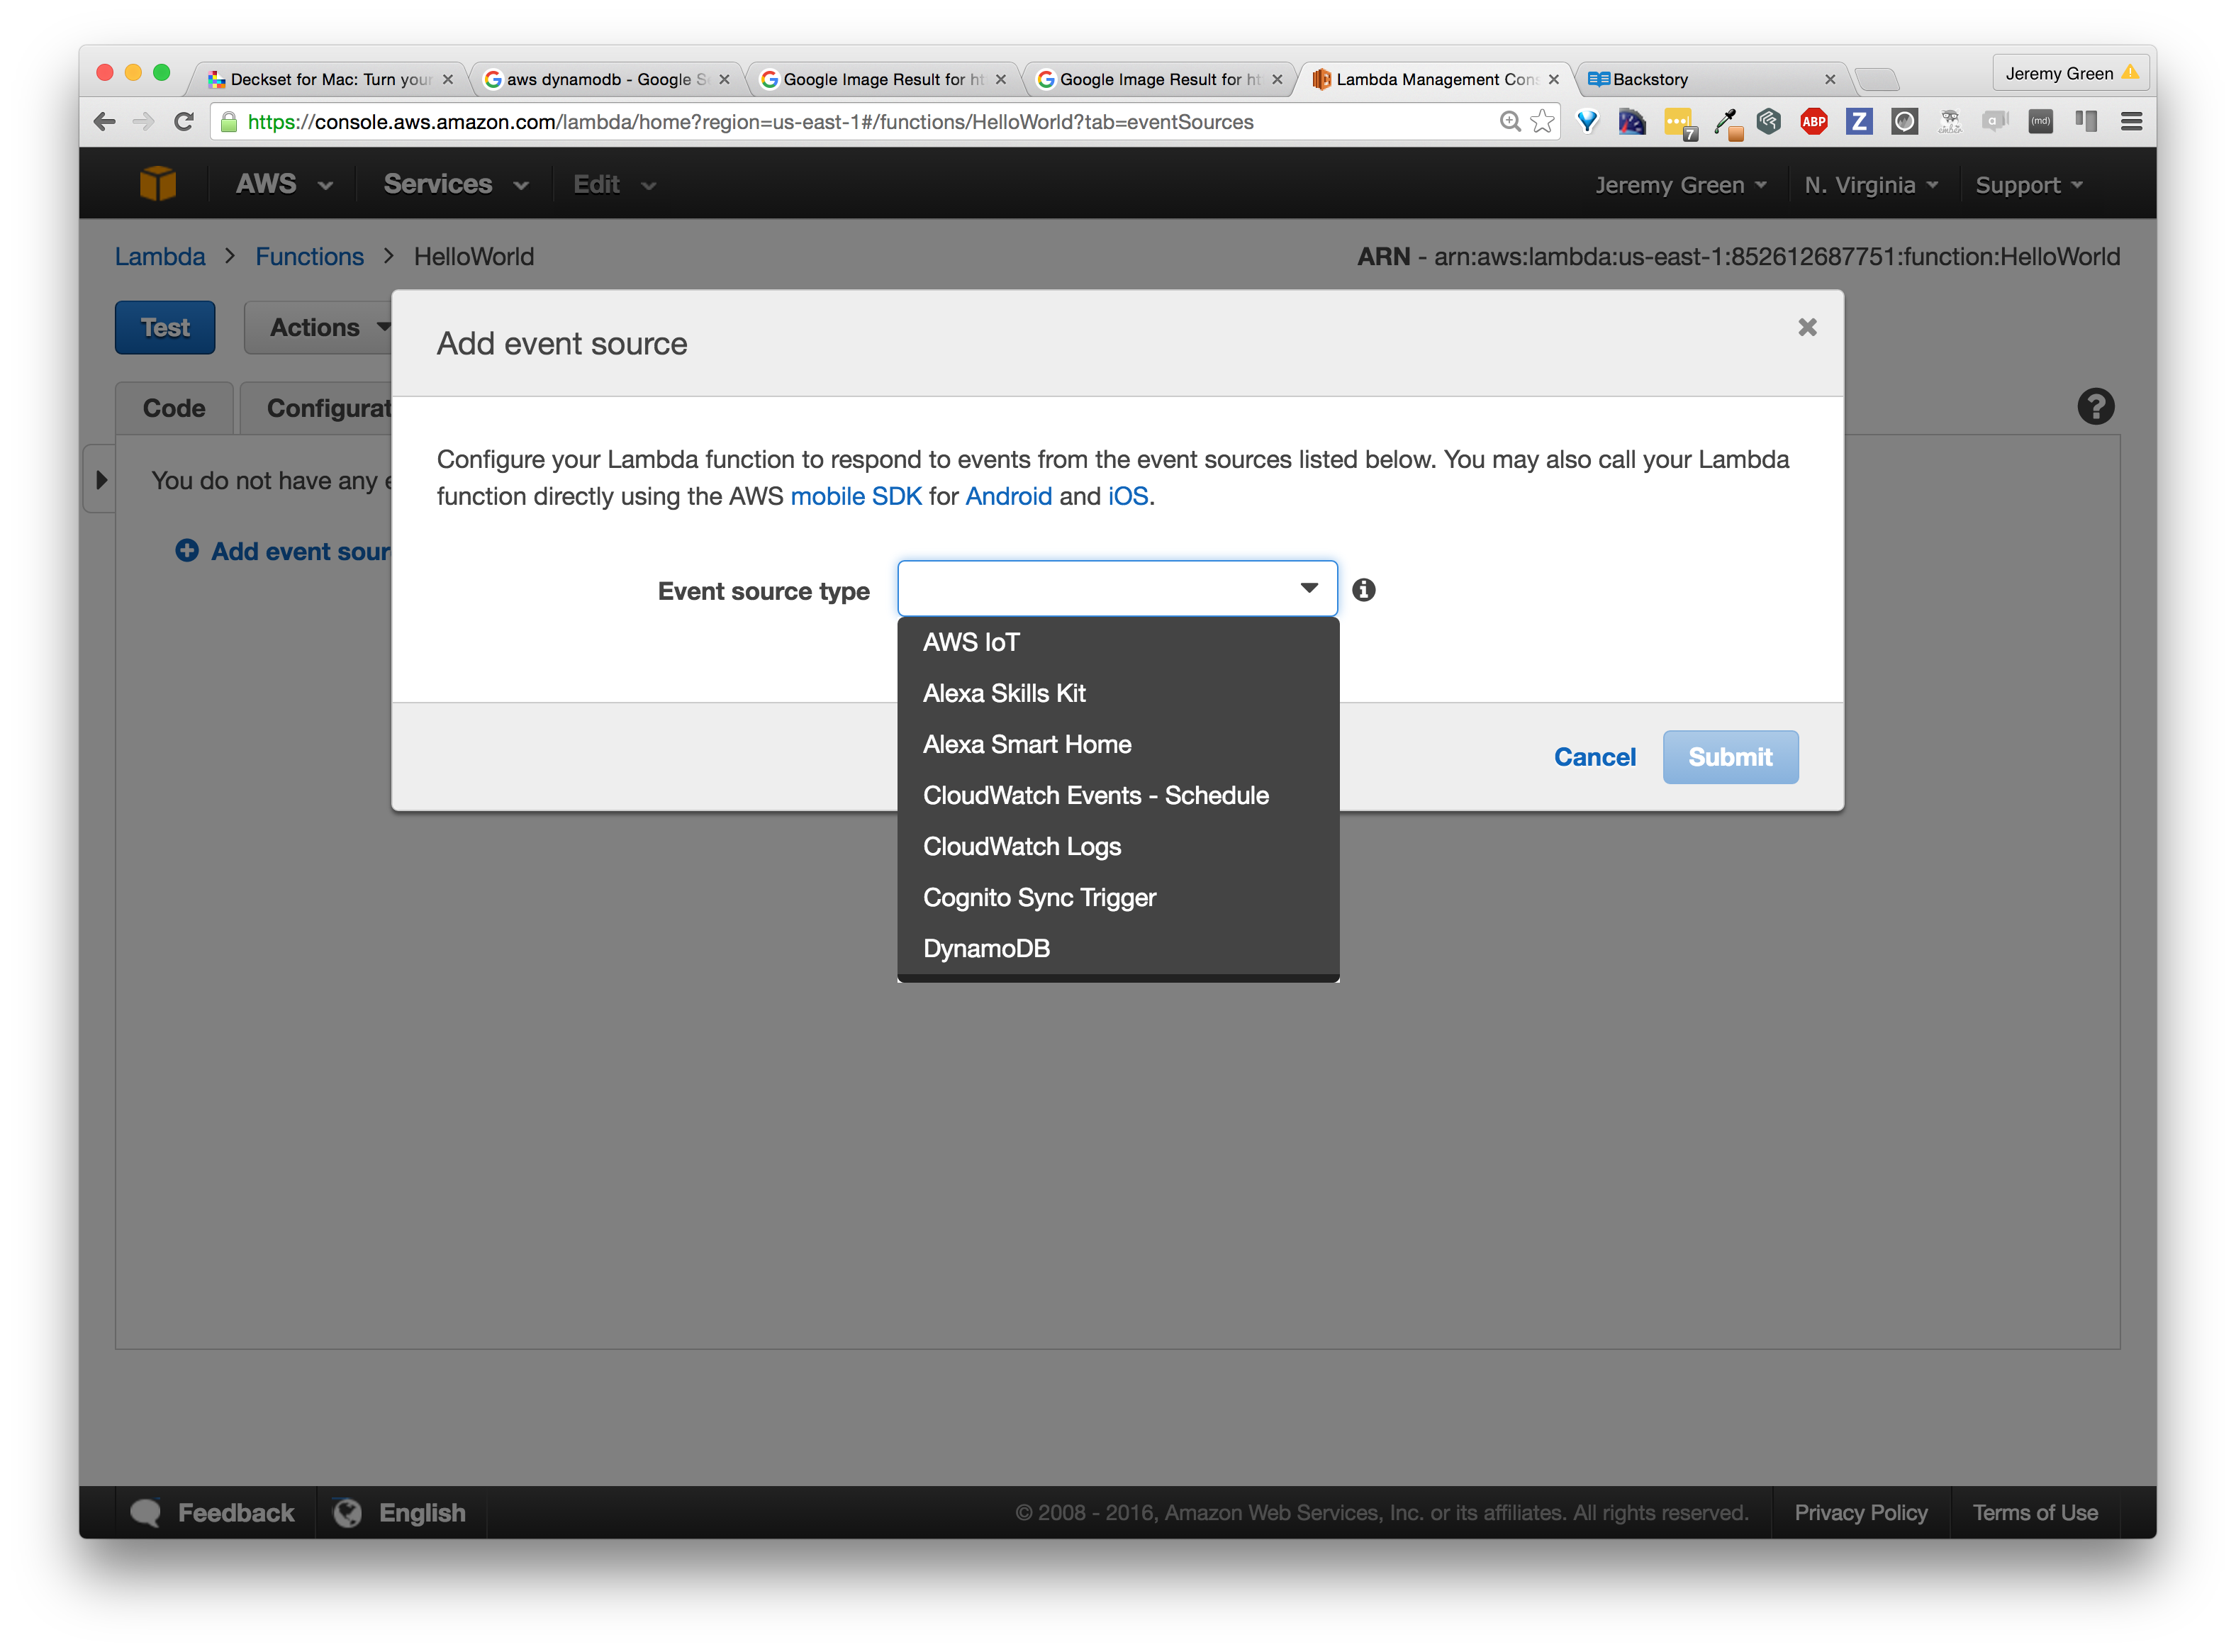 Deckset for Mac: Turn your
aws dynamodb - Google Se
Google Image Result for ht
Google Image Result for ht
Lambda Management Cons
Backstory
Jeremy Green
https://console.aws.amazon.com/lambda/home?region=us-east-1#/functions/HelloWorld?tab=eventSources
7
ABP
Z
ember
a
(md)
AWS
Services
Edit
Jeremy Green
N. Virginia
Support
Lambda > Functions > HelloWorld
ARN - arn:aws:lambda:us-east-1:852612687751:function:HelloWorld
Test
Actions
Add event source
Code
Configurat
Configure your Lambda function to respond to events from the event sources listed below. You may also call your Lambda
function directly using the AWS mobile SDK for Android and iOS.
You do not have any e
Add event sour
Event source type
AWS IoT
Alexa Skills Kit
Alexa Smart Home
CloudWatch Events - Schedule
CloudWatch Logs
Cognito Sync Trigger
DynamoDB
Cancel
Submit
Feedback
English
© 2008 - 2016, Amazon Web Services, Inc. or its affiliates. All rights reserved.
Privacy Policy
Terms of Use